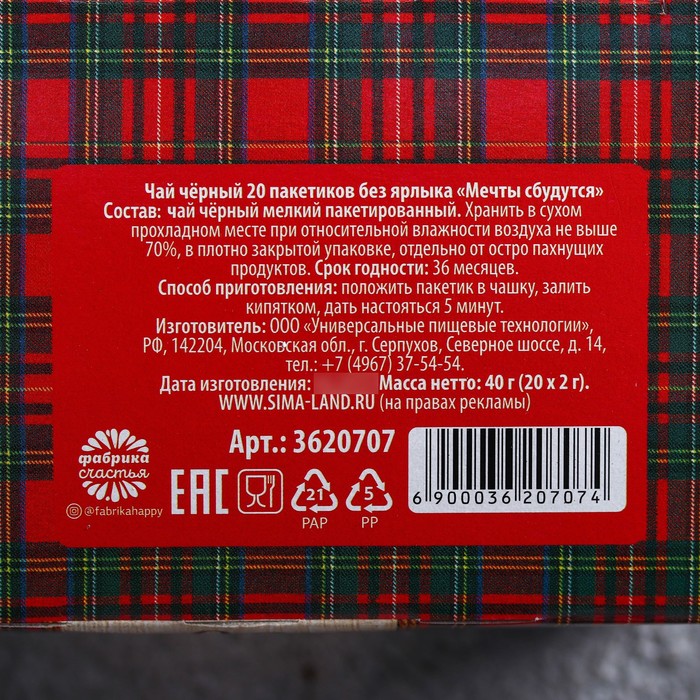 Чай чёрный 20 пакетиков без ярлыка «Мечты сбудутся»
Состав: чай чёрный мелкий пакетированный. Хранить в сухом
прохладном месте при относительной влажности воздуха не выше
70%, в плотно закрытой упаковке, отдельно от остро пахнущих
продуктов. Срок годности: 36 месяцев.
Способ приготовления: положить пакетик в чашку, залить
кипятком, дать настояться 5 минут.
Изготовитель: ООО «Универсальные пищевые технологии»,
РФ, 142204, Московская обл., г. Серпухов, Северное шоссе, д. 14,
тел.: +7 (4967) 37-54-54.
Дата изготовления: Масса нетто: 40 г (20 х 2 г).
WWW.SIMA-LAND.RU (на правах рекламы)
Арт.: 3620707
фабрика
счастья
@fabrikahappy
EAC
21
PAP
5
PP
6 900036 207074